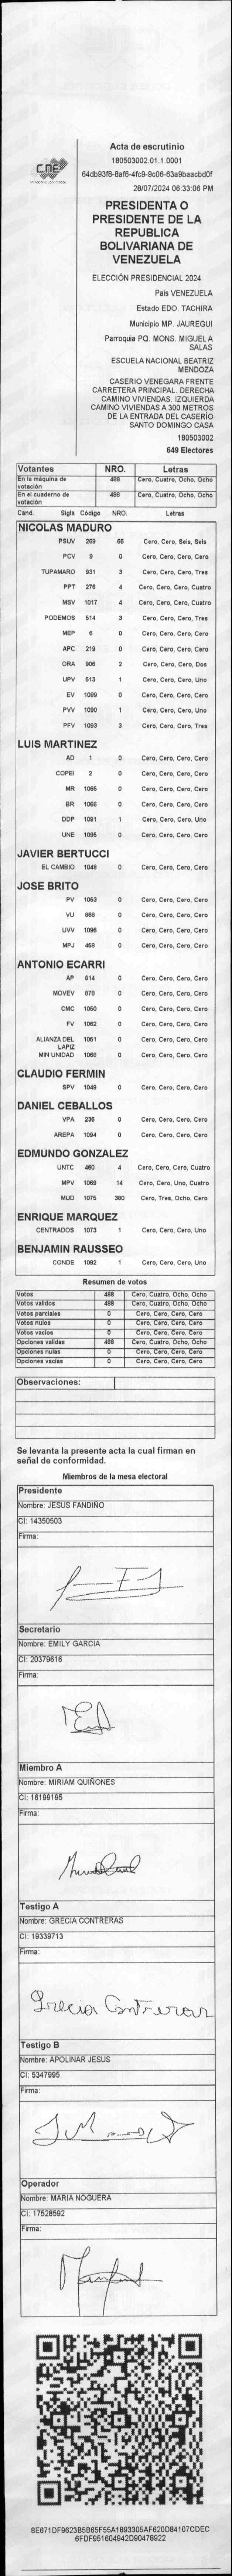 CNE
Acta de escrutinio
180503002.01.1.0001
64db93f8-8af6-4fc9-9c06-63a9baacbd0f
28/07/2024 06:33:06 PM
PRESIDENTA O
PRESIDENTE DE LA
REPUBLICA
BOLIVARIANA DE
VENEZUELA
ELECCIÓN PRESIDENCIAL 2024
Pais VENEZUELA
Estado EDO. TACHIRA
Municipio MP. JAUREGUI
Parroquia PQ. MONS. MIGUEL A
SALAS
ESCUELA NACIONAL BEATRIZ
MENDOZA
CASERIO VENEGARA FRENTE
CARRETERA PRINCIPAL. DERECHA
CAMINO VIVIENDAS. IZQUIERDA
CAMINO VIVIENDAS A 300 METROS
DE LA ENTRADA DEL CASERÍO
SANTO DOMINGO CASA
180503002
649 Electores
Votantes NRO. Letras
En la máquina de votación 488 Cero, Cuatro, Ocho, Ocho
En el cuaderno de votación 488 Cero, Cuatro, Ocho, Ocho
Cand. Sigls Código NRO. Letras
NICOLAS MADURO
PSUV 269 66 Cero, Cero, Seis, Seis
PCV 9 0 Cero, Cero, Cero, Cero
TUPAMARO 931 3 Cero, Cero, Cero, Tres
PPT 276 4 Cero, Cero, Cero, Cuatro
MSV 1017 4 Cero, Cero, Cero, Cuatro
PODEMOS 514 3 Cero, Cero, Cero, Tres
MEP 6 0 Cero, Cero, Cero, Cero
APC 219 0 Cero, Cero, Cero, Cero
ORA 906 2 Cero, Cero, Cero, Dos
UPV 513 1 Cero, Cero, Cero, Uno
EV 1089 0 Cero, Cero, Cero, Cero
PVV 1090 1 Cero, Cero, Cero, Uno
PFV 1093 3 Cero, Cero, Cero, Tres
LUIS MARTINEZ
AD 1 0 Cero, Cero, Cero, Cero
COPEI 2 0 Cero, Cero, Cero, Cero
MR 1065 0 Cero, Cero, Cero, Cero
BR 1066 0 Cero, Cero, Cero, Cero
DDP 1091 1 Cero, Cero, Cero, Uno
UNE 1095 0 Cero, Cero, Cero, Cero
JAVIER BERTUCCI
EL CAMBIO 1048 0 Cero, Cero, Cero, Cero
JOSE BRITO
PV 1053 0 Cero, Cero, Cero, Cero
VU 868 0 Cero, Cero, Cero, Cero
UVV 1096 0 Cero, Cero, Cero, Cero
MPJ 458 0 Cero, Cero, Cero, Cero
ANTONIO ECARRI
AP 814 0 Cero, Cero, Cero, Cero
MOVEV 878 0 Cero, Cero, Cero, Cero
CMC 1050 0 Cero, Cero, Cero, Cero
FV 1062 0 Cero, Cero, Cero, Cero
ALIANZA DEL LAPIZ 1051 0 Cero, Cero, Cero, Cero
MIN UNIDAD 1068 0 Cero, Cero, Cero, Cero
CLAUDIO FERMIN
SPV 1049 0 Cero, Cero, Cero, Cero
DANIEL CEBALLOS
VPA 236 0 Cero, Cero, Cero, Cero
AREPA 1094 0 Cero, Cero, Cero, Cero
EDMUNDO GONZALEZ
UNTC 460 4 Cero, Cero, Cero, Cuatro
MPV 1069 14 Cero, Cero, Uno, Cuatro
MUD 1075 380 Cero, Tres, Ocho, Cero
ENRIQUE MARQUEZ
CENTRADOS 1073 1 Cero, Cero, Cero, Uno
BENJAMIN RAUSSEO
CONDE 1092 1 Cero, Cero, Cero, Uno
Resumen de votos
Votos 488 Cero, Cuatro, Ocho, Ocho
Votos validos 488 Cero, Cuatro, Ocho, Ocho
Votos parciales 0 Cero, Cero, Cero, Cero
Votos nulos 0 Cero, Cero, Cero, Cero
Votos vacios 0 Cero, Cero, Cero, Cero
Opciones validas 488 Cero, Cuatro, Ocho, Ocho
Opciones nulas 0 Cero, Cero, Cero, Cero
Opciones vacias 0 Cero, Cero, Cero, Cero
Observaciones:
Se levanta la presente acta la cual firman en
señal de conformidad.
Miembros de la mesa electoral
Presidente
Nombre: JESUS FANDIÑO
CI: 14350503
Firma:
Secretario
Nombre: EMILY GARCIA
CI: 20379616
Firma:
Miembro A
Nombre: MIRIAM QUIÑONES
CI: 16199195
Firma:
Testigo A
Nombre: GRECIA CONTRERAS
CI: 19339713
Firma:
Grecia Contreras
Testigo B
Nombre: APOLINAR JESUS
CI: 5347995
Firma:
Operador
Nombre: MARIA NOGUERA
CI: 17528592
Firma:
8E671DF9623B5B65F55A1893305AF620D84107CDEC
6FDF951604942D90478922